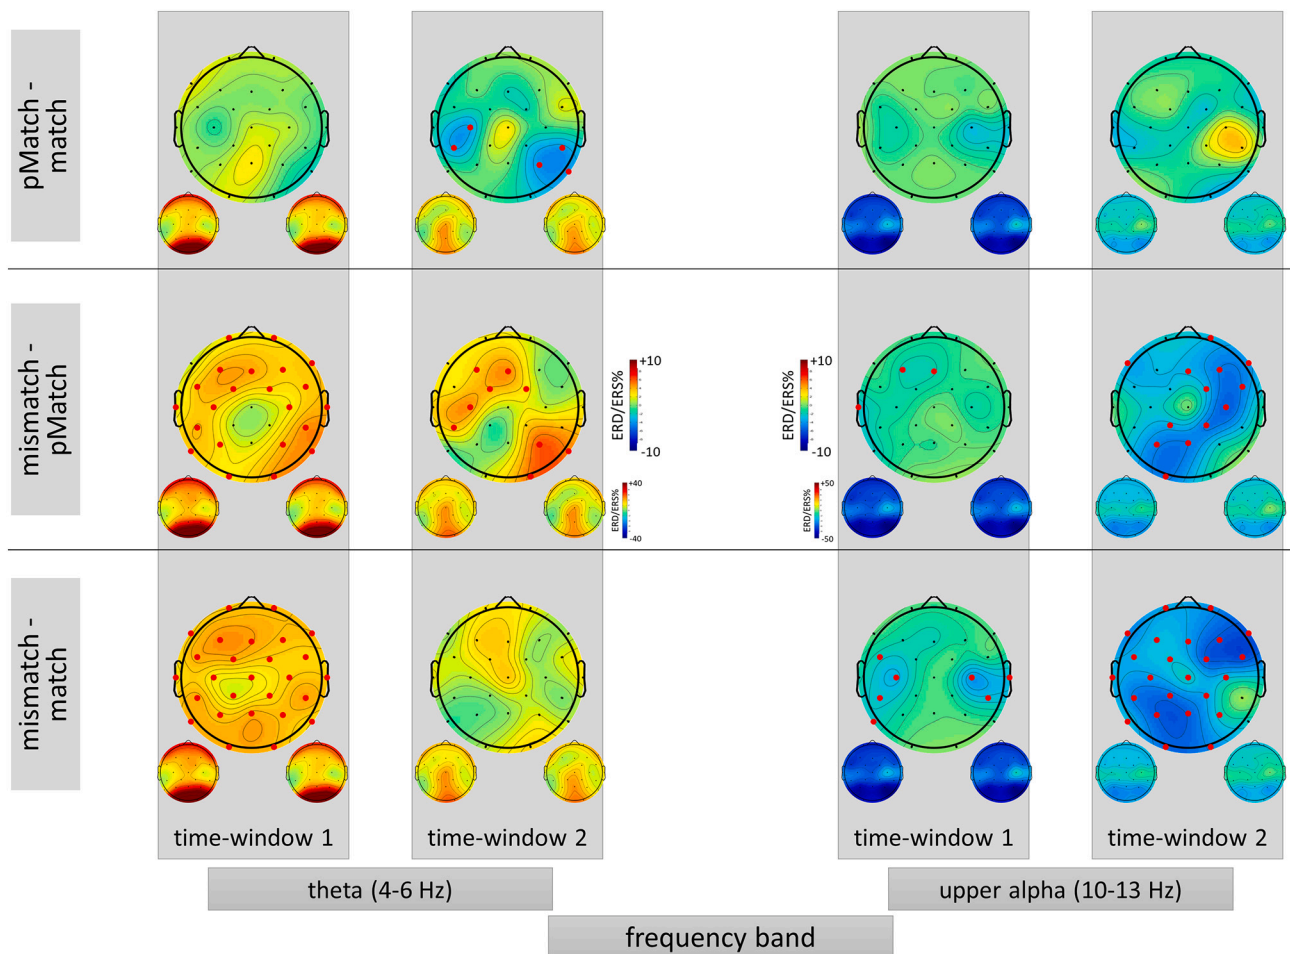 pMatch -
match
mismatch -
pMatch
+10
ERD/ERS%
-10
+40
ERD/ERS%
-40
+10
ERD/ERS%
-10
+50
ERD/ERS%
-50
mismatch -
match
time-window 1
time-window 2
time-window 1
time-window 2
theta (4-6 Hz)
upper alpha (10-13 Hz)
frequency band